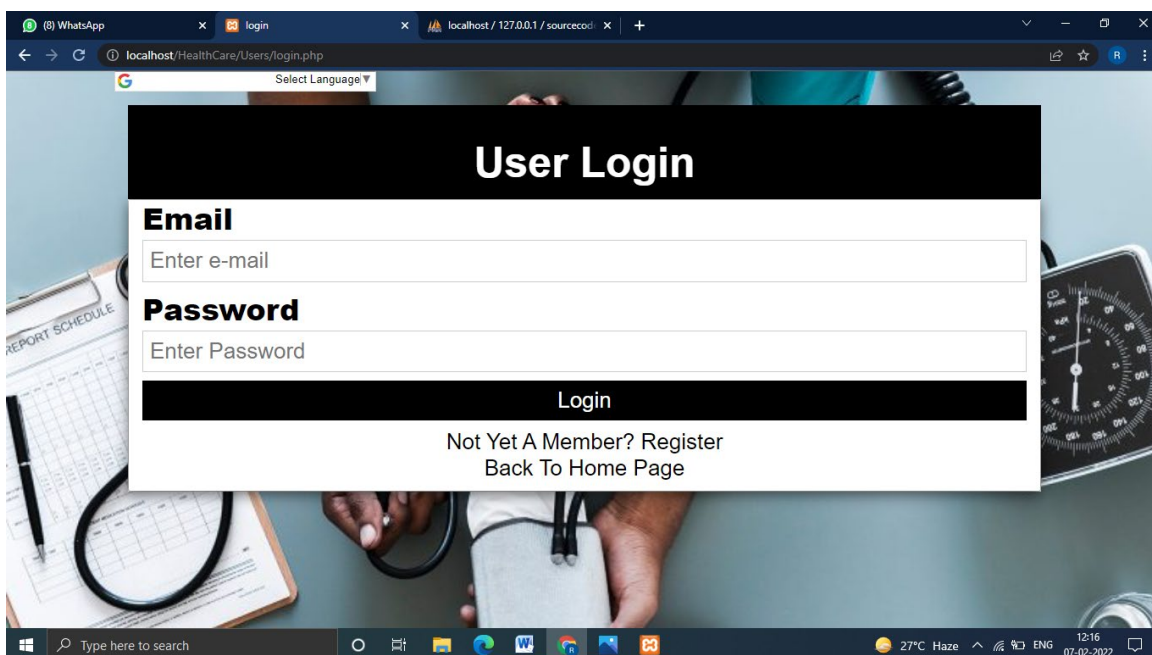 (8) WhatsApp
login
localhost / 127.0.0.1 / sourcecod
localhost/HealthCare/Users/login.php
R
Select Language
User Login
Email
Enter e-mail
Password
Enter Password
Login
Not Yet A Member? Register
Back To Home Page
REPORT SCHEDULE
Type here to search
27°C Haze
ENG
12:16
07-02-2022